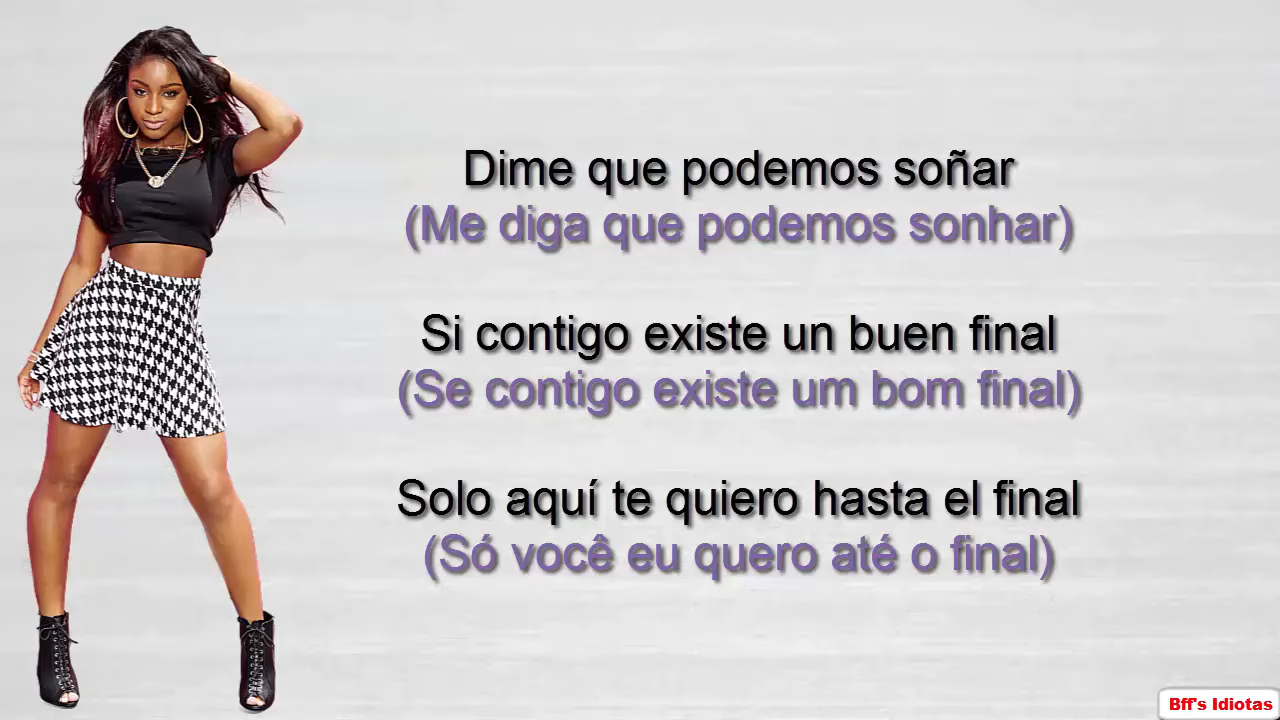 Dime que podemos soñar
(Me diga que podemos sonhar)
Si contigo existe un buen final
(Se contigo existe um bom final)
Solo aquí te quiero hasta el final
(Só você eu quero até o final)
Bff's Idiotas